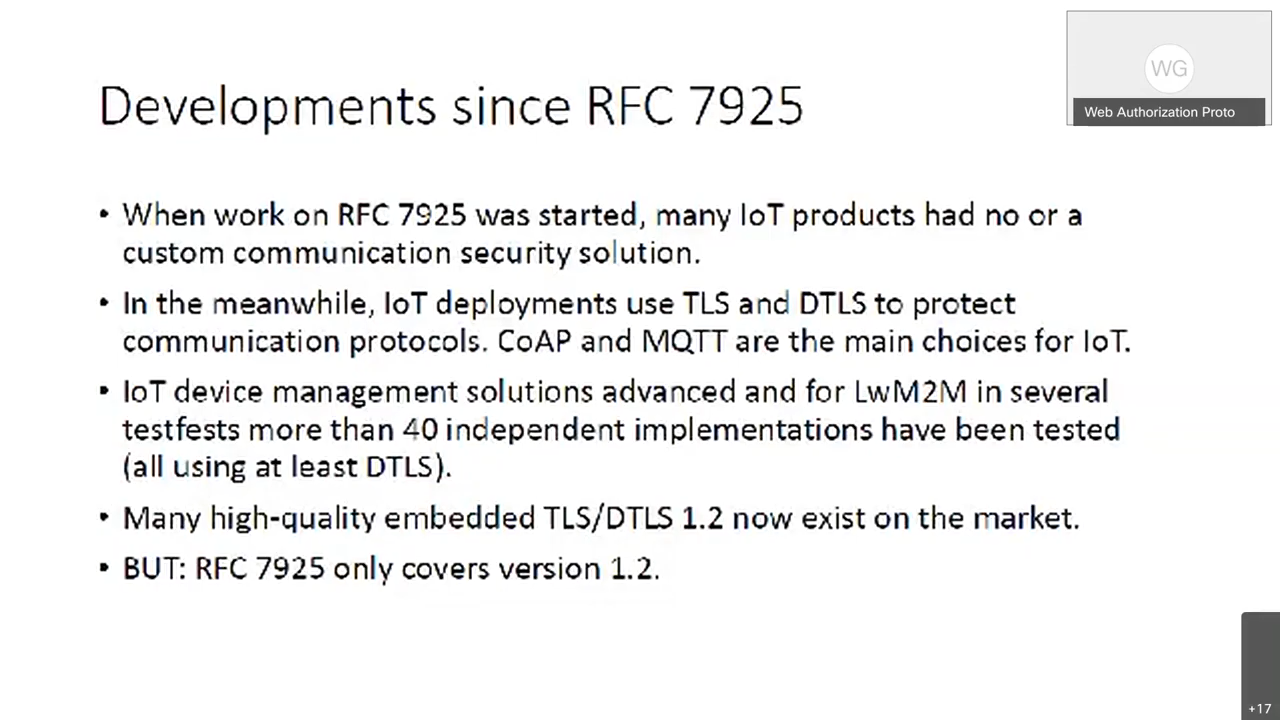 Developments since RFC 7925
WG
Web Authorization Proto
• When work on RFC 7925 was started, many IoT products had no or a
custom communication security solution.
• In the meanwhile, IoT deployments use TLS and DTLS to protect
communication protocols. CoAP and MQTT are the main choices for IoT.
• IoT device management solutions advanced and for LwM2M in several
testfests more than 40 independent implementations have been tested
(all using at least DTLS).
• Many high-quality embedded TLS/DTLS 1.2 now exist on the market.
• BUT: RFC 7925 only covers version 1.2.
+17